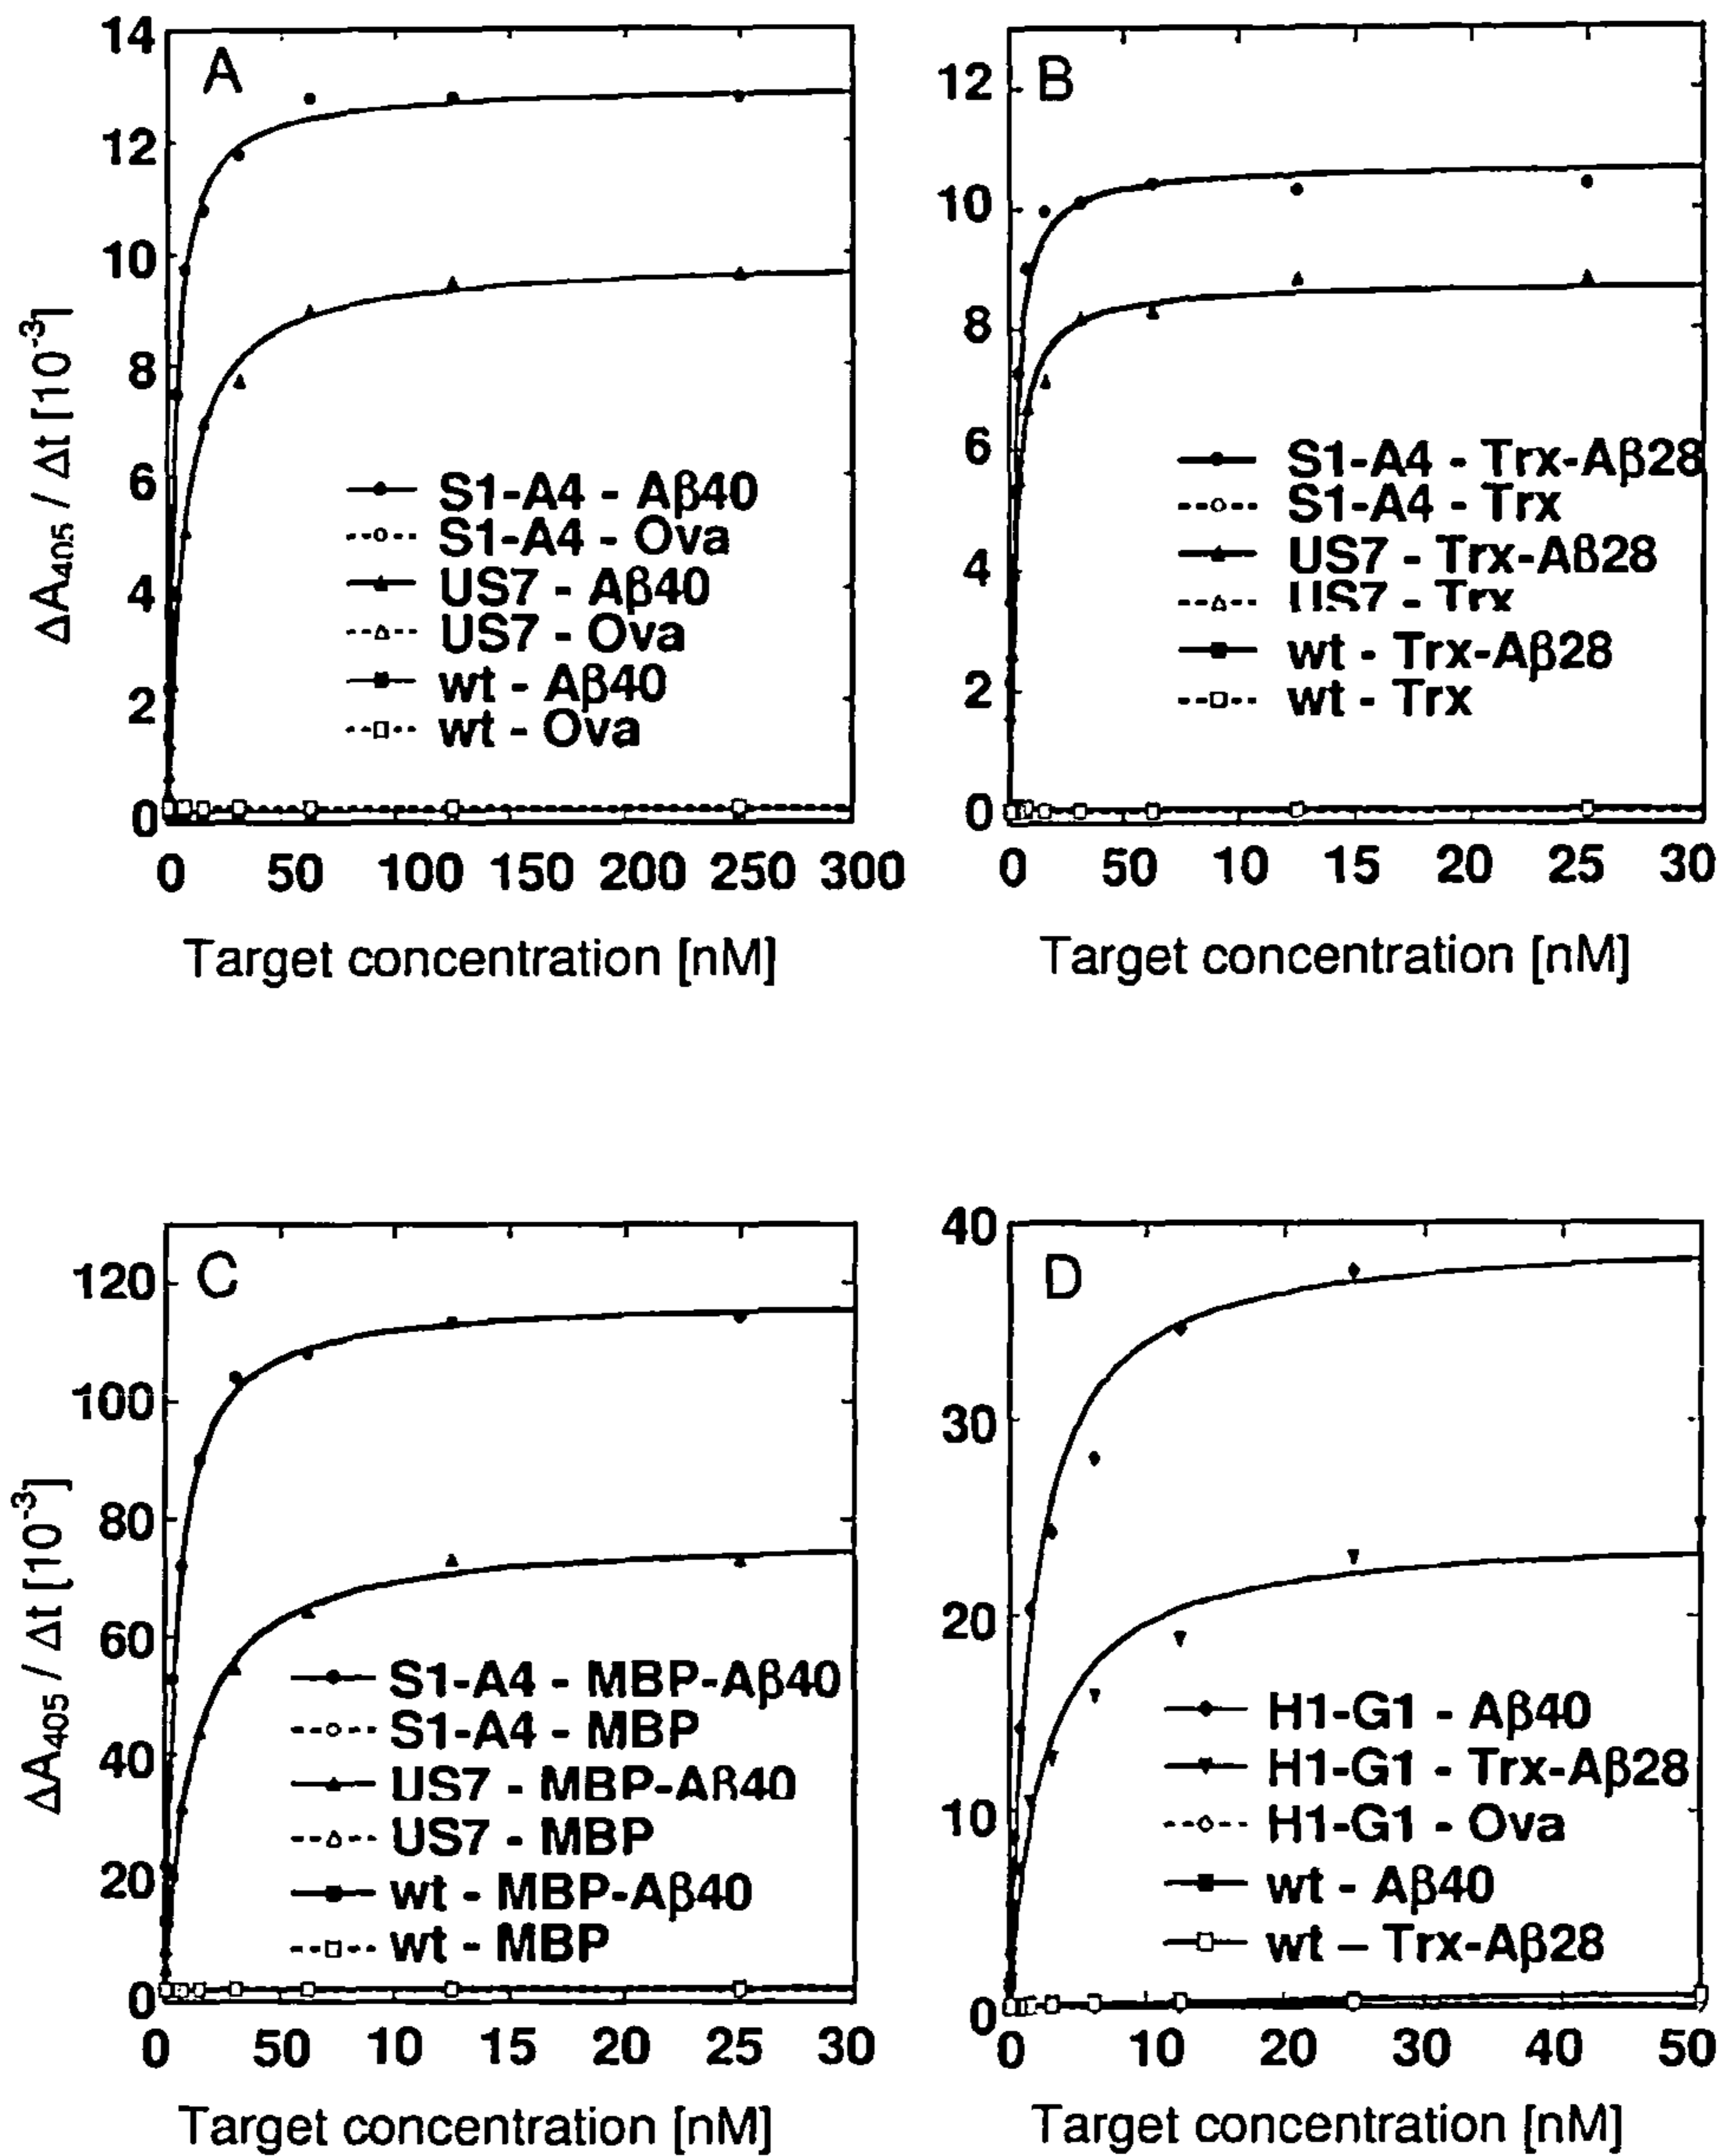 A
14
12
10
8
6
4
2
0
ΔA405 / Δt [10-3]
S1-A4 - Aβ40
S1-A4 - Ova
US7 - Aβ40
US7 - Ova
wt - Aβ40
wt - Ova
0 50 100 150 200 250 300
Target concentration [nM]
B
12
10
8
6
4
2
0
S1-A4 - Trx-Aβ28
S1-A4 - Trx
US7 - Trx-Aβ28
US7 - Trx
wt - Trx-Aβ28
wt - Trx
0 50 10 15 20 25 30
Target concentration [nM]
C
120
100
80
60
40
20
0
ΔA405 / Δt [10-3]
S1-A4 - MBP-Aβ40
S1-A4 - MBP
US7 - MBP-Aβ40
US7 - MBP
wt - MBP-Aβ40
wt - MBP
0 50 10 15 20 25 30
Target concentration [nM]
D
40
30
20
10
0
H1-G1 - Aβ40
H1-G1 - Trx-Aβ28
H1-G1 - Ova
wt - Aβ40
wt – Trx-Aβ28
0 10 20 30 40 50
Target concentration [nM]